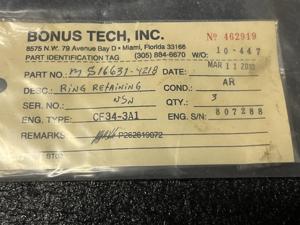 BONUS TECH, INC.
Nº 462919
8575 N.W. 79 Avenue Bay D • Miami, Florida 33166
PART IDENTIFICATION TAG (305) 884-6670 W/O: 10-447
PART NO.: MS16631-4218 DATE: MAR 11 2010
DESC.: RING RETAINING COND.: AR
SER. NO.: NSN QTY.: 3
ENG. TYPE: CF34-3A1 ENG. S/N: 807288
REMARKS P262619072